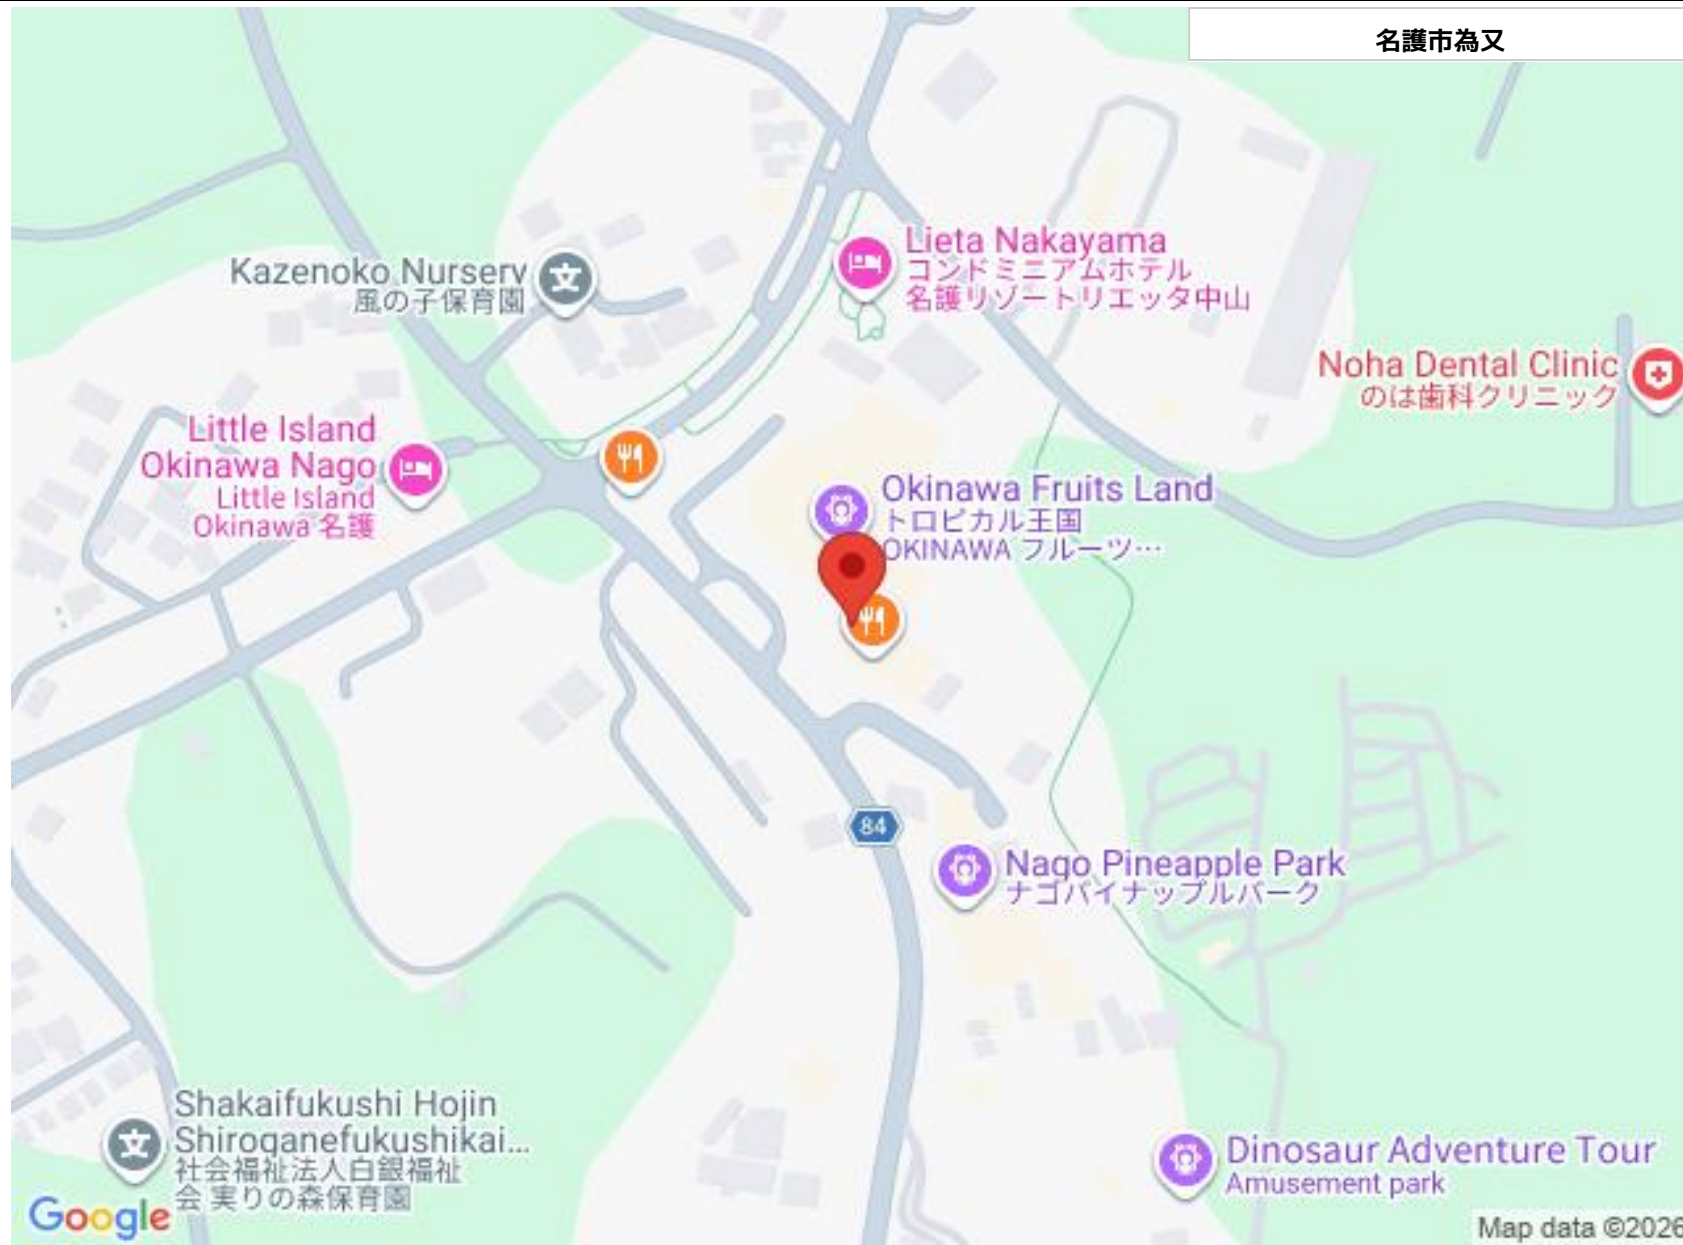 名護市為又
Lieta Nakayama
コンドミニアムホテル
名護リゾートリエッタ中山
Kazenoko Nursery
風の子保育園
Noha Dental Clinic
のは歯科クリニック
Little Island
Okinawa Nago
Little Island
Okinawa 名護
Okinawa Fruits Land
トロピカル王国
OKINAWA フルーツ…
84
Nago Pineapple Park
ナゴパイナップルパーク
Shakaifukushi Hojin
Shiroganefukushikai...
社会福祉法人白銀福祉
会 実りの森保育園
Dinosaur Adventure Tour
Amusement park
Google
Map data ©2026